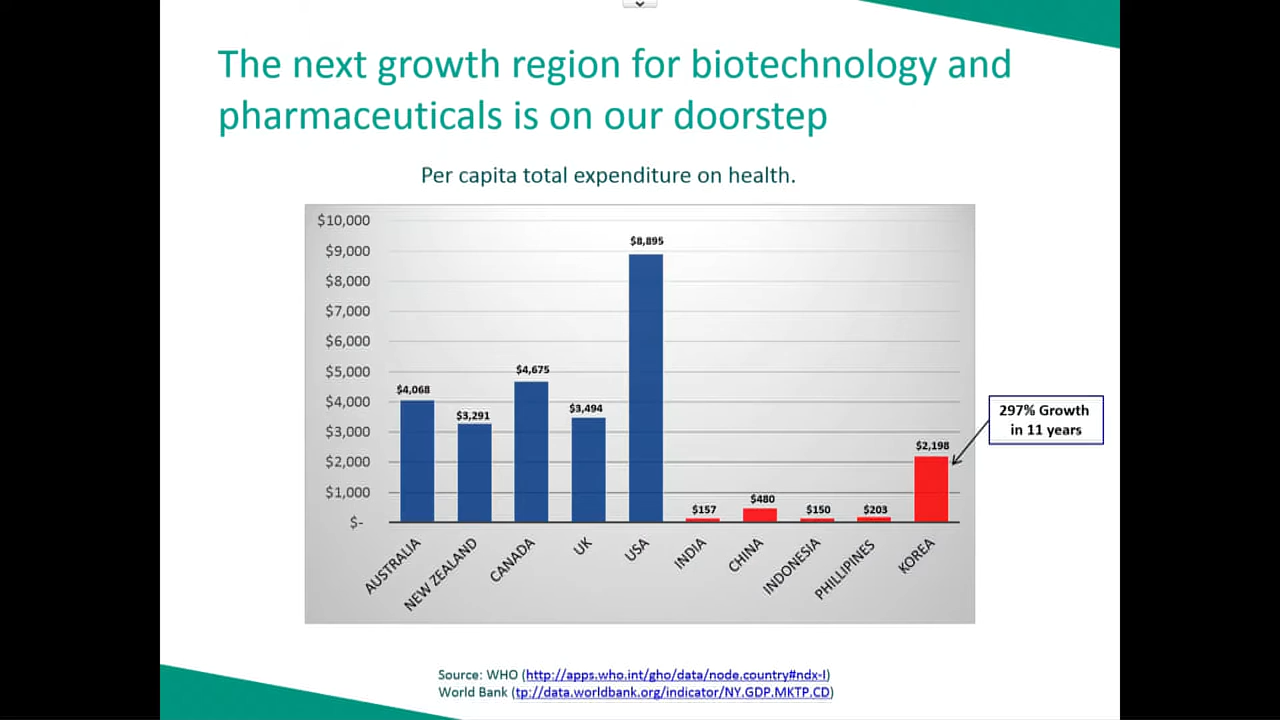 The next growth region for biotechnology and
pharmaceuticals is on our doorstep
Per capita total expenditure on health.
$10,000
$9,000
$8,000
$7,000
$6,000
$5,000
$4,000
$3,000
$2,000
$1,000
$-
$4,068
$3,291
$4,675
$3,494
$8,895
$157
$480
$150
$203
$2,198
297% Growth
in 11 years
AUSTRALIA
NEW ZEALAND
CANADA
UK
USA
INDIA
CHINA
INDONESIA
PHILLIPINES
KOREA
Source: WHO (http://apps.who.int/gho/data/node.country#ndx-I)
World Bank (tp://data.worldbank.org/indicator/NY.GDP.MKTP.CD)